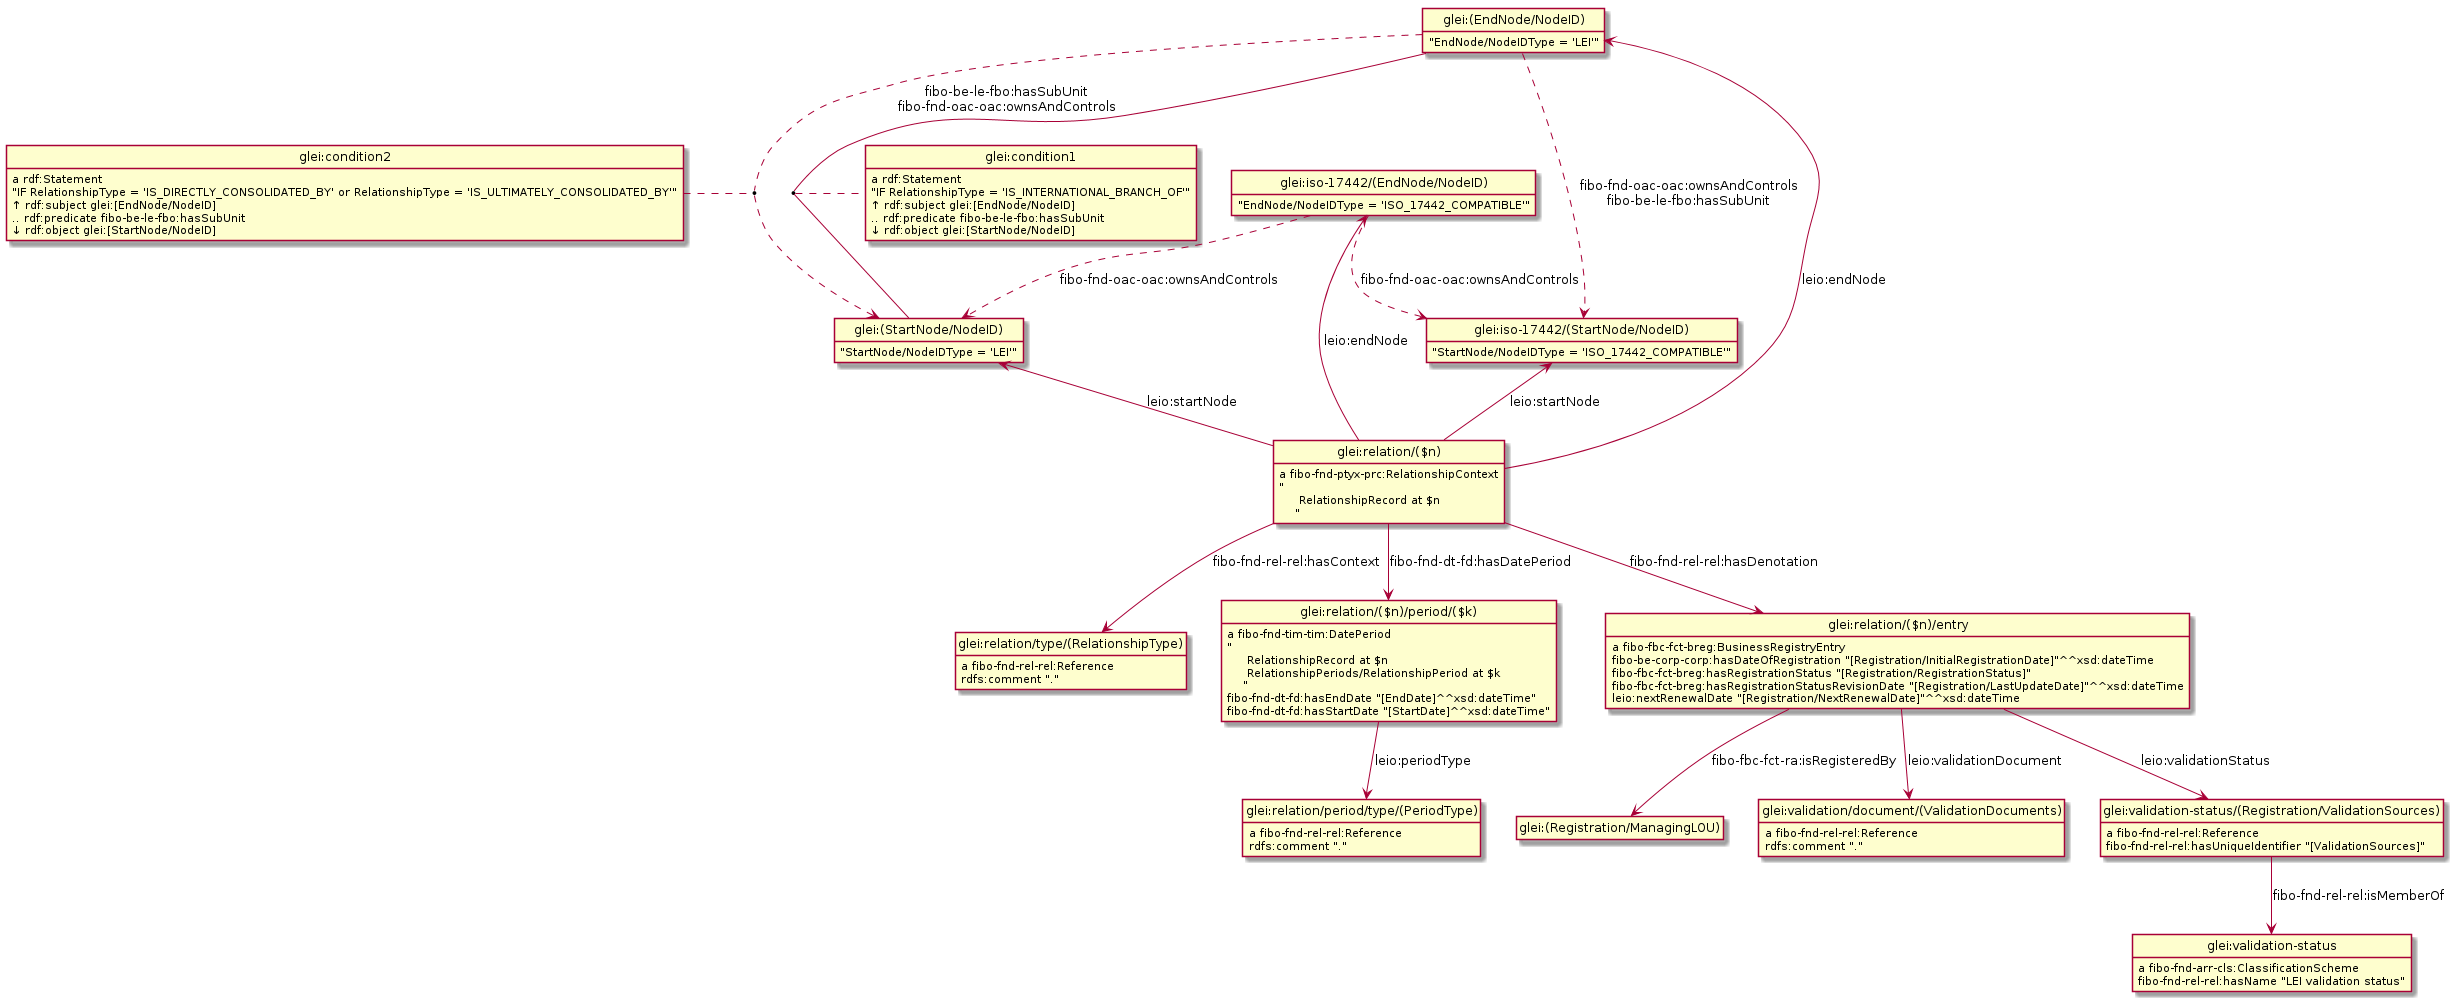 glei:(EndNode/NodeID)
"EndNode/NodeIDType = 'LEI'"
fibo-be-le-fbo:hasSubUnit
fibo-fnd-oac-oac:ownsAndControls
glei:condition2
a rdf:Statement
"IF RelationshipType = 'IS_DIRECTLY_CONSOLIDATED_BY' or RelationshipType = 'IS_ULTIMATELY_CONSOLIDATED_BY'"
↑ rdf:subject glei:[EndNode/NodeID]
.. rdf:predicate fibo-be-le-fbo:hasSubUnit
↓ rdf:object glei:[StartNode/NodeID]
glei:condition1
a rdf:Statement
"IF RelationshipType = 'IS_INTERNATIONAL_BRANCH_OF'"
↑ rdf:subject glei:[EndNode/NodeID]
.. rdf:predicate fibo-be-le-fbo:hasSubUnit
↓ rdf:object glei:[StartNode/NodeID]
glei:iso-17442/(EndNode/NodeID)
"EndNode/NodeIDType = 'ISO_17442_COMPATIBLE'"
fibo-fnd-oac-oac:ownsAndControls
fibo-be-le-fbo:hasSubUnit
fibo-fnd-oac-oac:ownsAndControls
fibo-fnd-oac-oac:ownsAndControls
leio:endNode
glei:(StartNode/NodeID)
"StartNode/NodeIDType = 'LEI'"
leio:endNode
glei:iso-17442/(StartNode/NodeID)
"StartNode/NodeIDType = 'ISO_17442_COMPATIBLE'"
leio:startNode
leio:startNode
glei:relation/($n)
a fibo-fnd-ptyx-prc:RelationshipContext
"
RelationshipRecord at $n
"
fibo-fnd-rel-rel:hasContext
fibo-fnd-dt-fd:hasDatePeriod
fibo-fnd-rel-rel:hasDenotation
glei:relation/type/(RelationshipType)
a fibo-fnd-rel-rel:Reference
rdfs:comment "."
glei:relation/($n)/period/($k)
a fibo-fnd-tim-tim:DatePeriod
"
RelationshipRecord at $n
RelationshipPeriods/RelationshipPeriod at $k
"
fibo-fnd-dt-fd:hasEndDate "[EndDate]^^xsd:dateTime"
fibo-fnd-dt-fd:hasStartDate "[StartDate]^^xsd:dateTime"
glei:relation/($n)/entry
a fibo-fbc-fct-breg:BusinessRegistryEntry
fibo-be-corp-corp:hasDateOfRegistration "[Registration/InitialRegistrationDate]"^^xsd:dateTime
fibo-fbc-fct-breg:hasRegistrationStatus "[Registration/RegistrationStatus]"
fibo-fbc-fct-breg:hasRegistrationStatusRevisionDate "[Registration/LastUpdateDate]"^^xsd:dateTime
leio:nextRenewalDate "[Registration/NextRenewalDate]"^^xsd:dateTime
leio:periodType
fibo-fbc-fct-ra:isRegisteredBy
leio:validationDocument
leio:validationStatus
glei:relation/period/type/(PeriodType)
a fibo-fnd-rel-rel:Reference
rdfs:comment "."
glei:(Registration/ManagingLOU)
glei:validation/document/(ValidationDocuments)
a fibo-fnd-rel-rel:Reference
rdfs:comment "."
glei:validation-status/(Registration/ValidationSources)
a fibo-fnd-rel-rel:Reference
fibo-fnd-rel-rel:hasUniqueIdentifier "[ValidationSources]"
fibo-fnd-rel-rel:isMemberOf
glei:validation-status
a fibo-fnd-arr-cls:ClassificationScheme
fibo-fnd-rel-rel:hasName "LEI validation status"